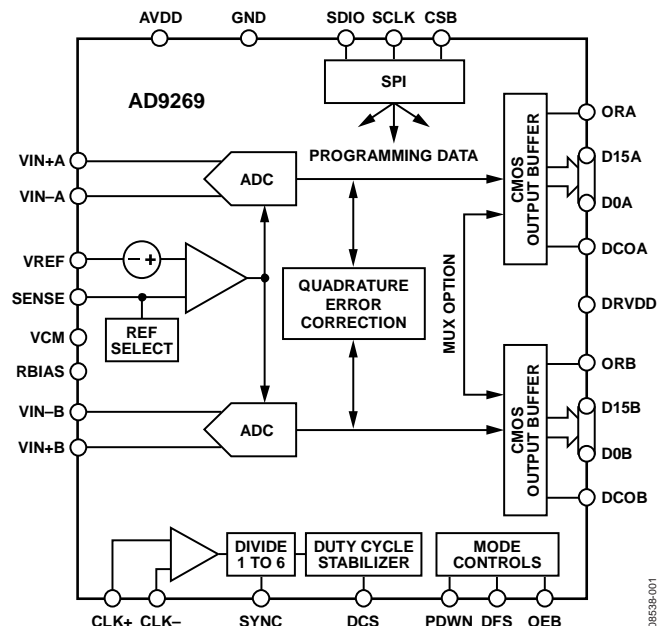 AVDD GND SDIO SCLK CSB
SPI
AD9269
PROGRAMMING DATA
VIN+A
VIN–A
ADC
CMOS
OUTPUT BUFFER
ORA
D15A
D0A
DCOA
VREF
SENSE
VCM
RBIAS
– +
REF
SELECT
QUADRATURE
ERROR
CORRECTION
MUX OPTION
DRVDD
VIN–B
VIN+B
ADC
CMOS
OUTPUT BUFFER
ORB
D15B
D0B
DCOB
DIVIDE
1 TO 6
DUTY CYCLE
STABILIZER
MODE
CONTROLS
CLK+ CLK– SYNC DCS PDWN DFS OEB
08538-001